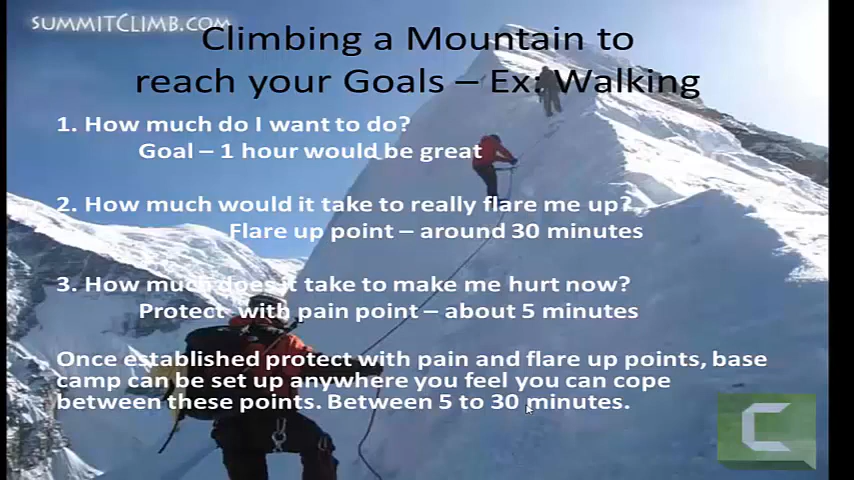 SUMMITCLIMB.COM
Climbing a Mountain to
reach your Goals – Ex: Walking
1. How much do I want to do?
Goal – 1 hour would be great
2. How much would it take to really flare me up?
Flare up point – around 30 minutes
3. How much does it take to make me hurt now?
Protect with pain point – about 5 minutes
Once established protect with pain and flare up points, base
camp can be set up anywhere you feel you can cope
between these points. Between 5 to 30 minutes.
C